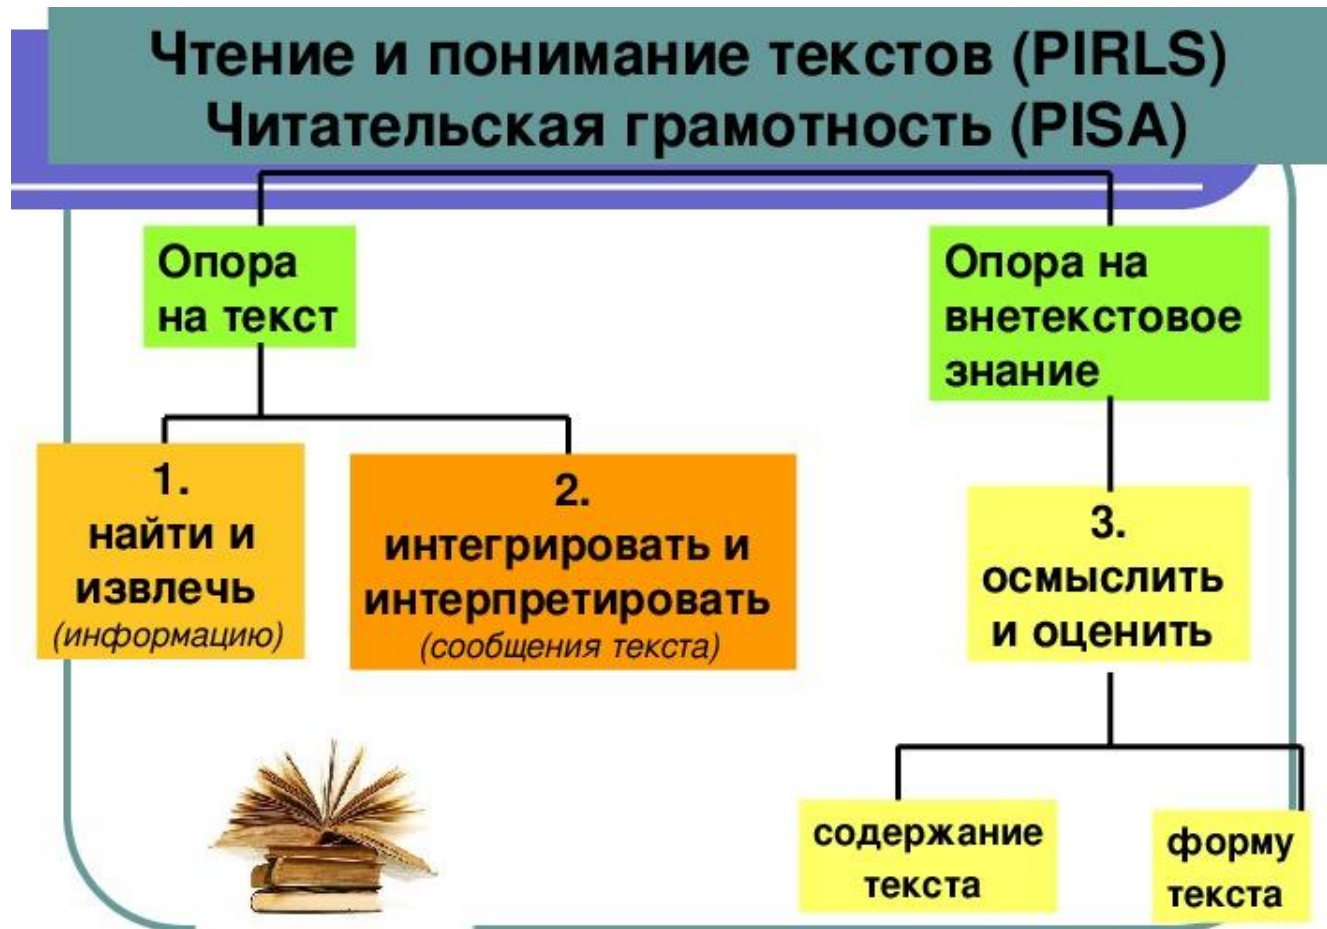 Чтение и понимание текстов (PIRLS)
Читательская грамотность (PISA)
Опора
на текст
Опора на
внетекстовое
знание
1.
найти и
извлечь
(информацию)
2.
интегрировать и
интерпретировать
(сообщения текста)
3.
осмыслить
и оценить
содержание
текста
форму
текста